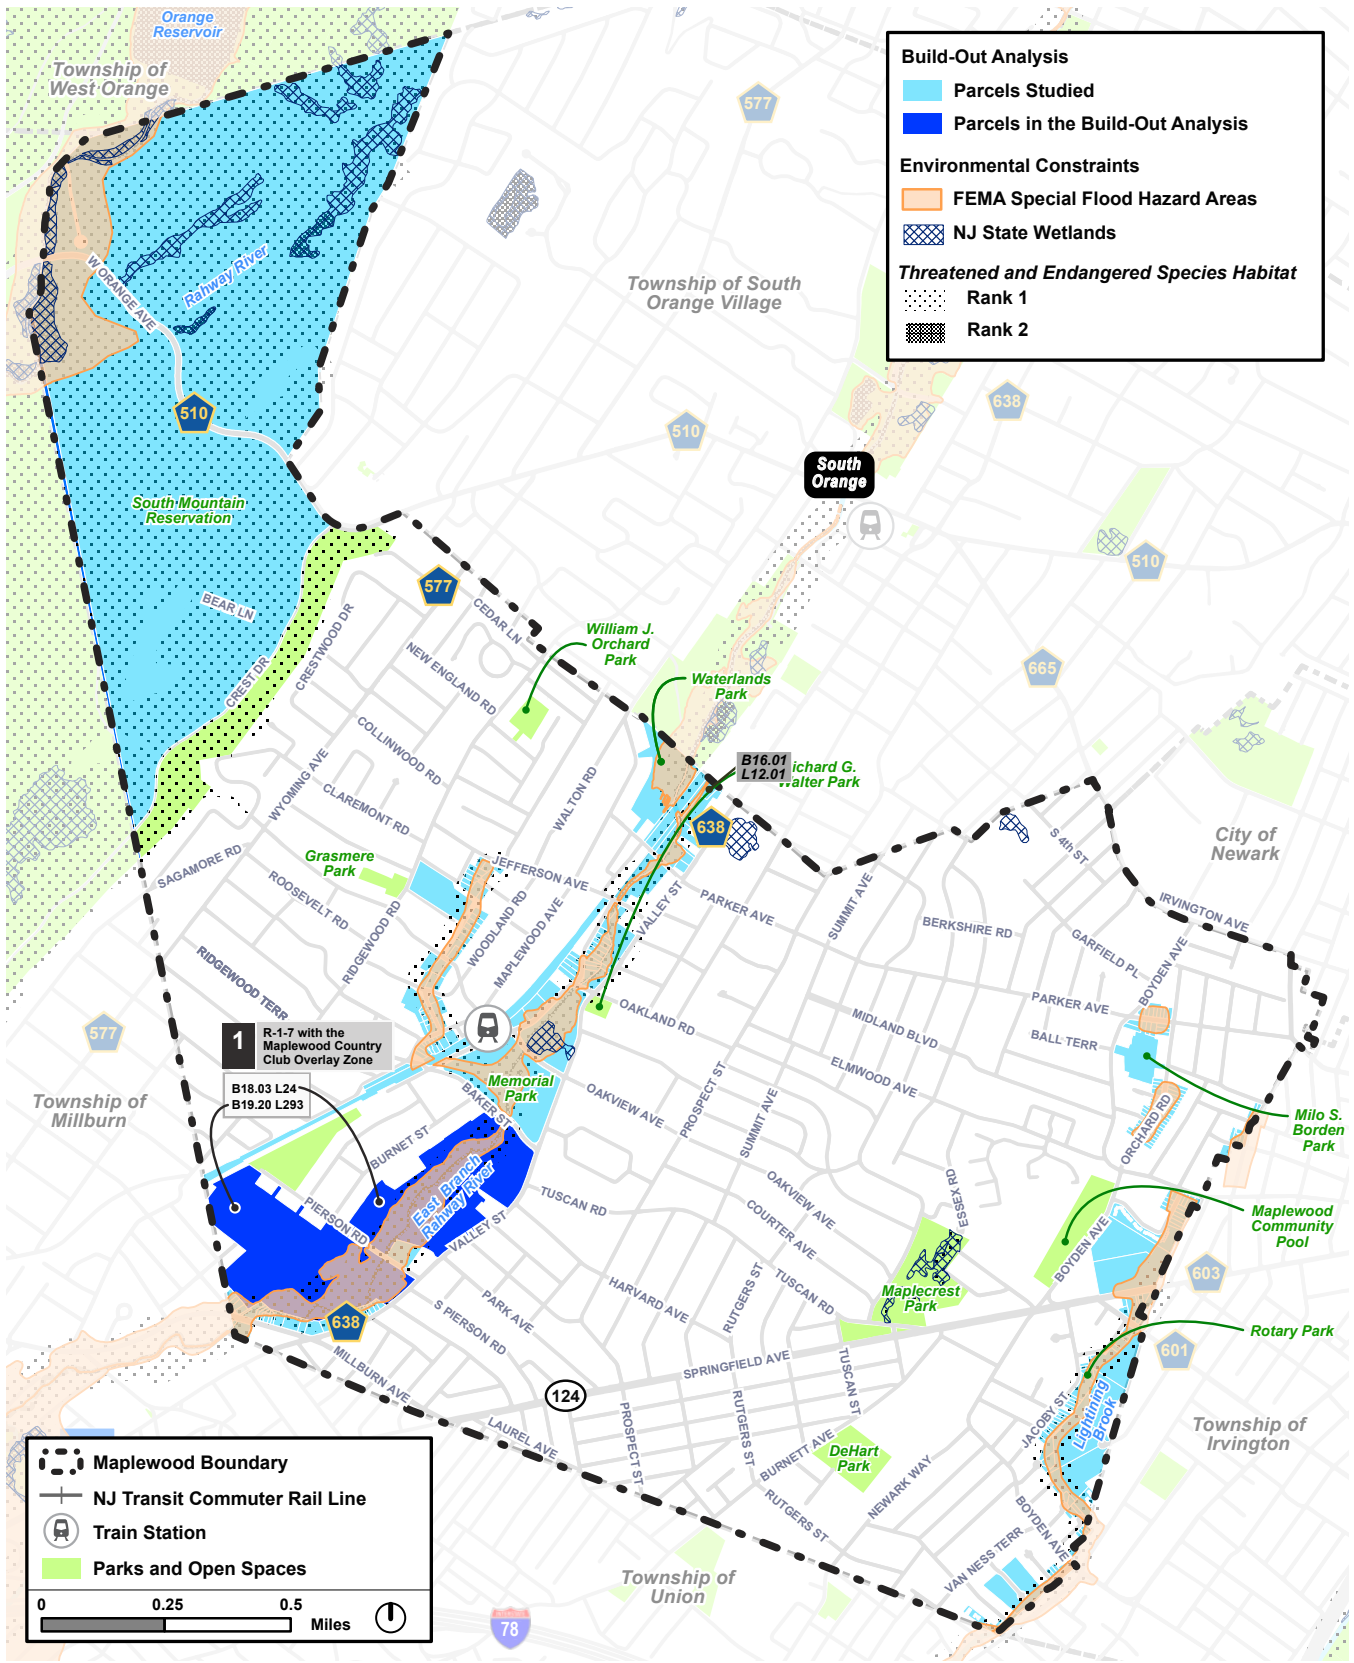 Orange
Reservoir
Township of
West Orange
577
Build-Out Analysis
Parcels Studied
Parcels in the Build-Out Analysis
Environmental Constraints
FEMA Special Flood Hazard Areas
NJ State Wetlands
Threatened and Endangered Species Habitat
Rank 1
Rank 2
W ORANGE AVE
Rahway River
Township of South
Orange Village
510
510
638
South
Orange
South Mountain
Reservation
510
577
BEAR LN
CREST DR
CRESTWOOD DR
CEDAR LN
NEW ENGLAND RD
William J.
Orchard
Park
Waterlands
Park
665
COLLINWOOD RD
WYOMING AVE
CLAREMONT RD
WALTON RD
B16.01
L12.01
ichard G.
alter Park
638
City of
Newark
S 4th ST
SAGAMORE RD
Grasmere
Park
ROOSEVELT RD
RIDGEWOOD RD
JEFFERSON AVE
WOODLAND RD
MAPLEWOOD AVE
VALLEY ST
PARKER AVE
SUMMIT AVE
BERKSHIRE RD
IRVINGTON AVE
GARFIELD PL
BOYDEN AVE
RIDGEWOOD TERR
PARKER AVE
BALL TERR
OAKLAND RD
MIDLAND BLVD
577
1
R-1-7 with the
Maplewood Country
Club Overlay Zone
B18.03 L24
B19.20 L293
Township of
Millburn
Memorial
Park
BAKER ST
OAKVIEW AVE
PROSPECT ST
SUMMIT AVE
ELMWOOD AVE
ORCHARD RD
Milo S.
Borden
Park
BURNET ST
PIERSON RD
East Branch
Rahway River
VALLEY ST
TUSCAN RD
OAKVIEW AVE
COURTER AVE
ESSEX RD
BOYDEN AVE
Maplewood
Community
Pool
603
638
S PIERSON RD
PARK AVE
HARVARD AVE
RUTGERS ST
TUSCAN RD
Maplecrest
Park
Rotary Park
601
MILLBURN AVE
SPRINGFIELD AVE
124
LAUREL AVE
PROSPECT ST
RUTGERS ST
TUSCAN ST
BURNETT AVE
DeHart
Park
NEWARK WAY
JACOBY ST
Lightining
Brook
Township of
Irvington
RUTGERS ST
BOYDEN AVE
VAN NESS TERR
Township of
Union
78
Maplewood Boundary
NJ Transit Commuter Rail Line
Train Station
Parks and Open Spaces
0 0.25 0.5
Miles